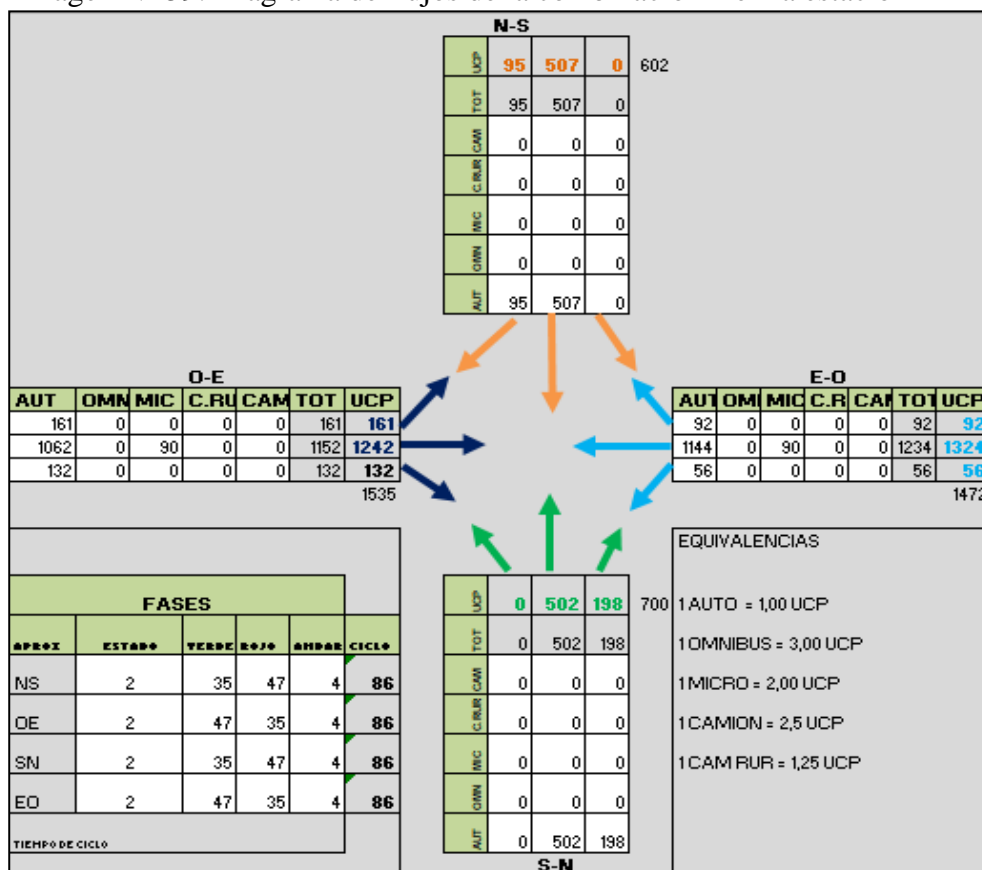 N-S
UCP 95 507 0 602
TOT 95 507 0
CAM 0 0 0
C.RUR 0 0 0
MIC 0 0 0
OMN 0 0 0
AUT 95 507 0
O-E
AUT OMN MIC C.RU CAM TOT UCP
161 0 0 0 0 161 161
1062 0 90 0 0 1152 1242
132 0 0 0 0 132 132
1535
E-O
AUT OMI MIC C.R CAI TOT UCP
92 0 0 0 0 92 92
1144 0 90 0 0 1234 1324
56 0 0 0 0 56 56
1472
FASES
APROX ESTADO VERDE ROJO AMBAR CICLO
NS 2 35 47 4 86
OE 2 47 35 4 86
SN 2 35 47 4 86
EO 2 47 35 4 86
TIEMPO DE CICLO
UCP 0 502 198 700
TOT 0 502 198
CAM 0 0 0
C.RUR 0 0 0
MIC 0 0 0
OMN 0 0 0
AUT 0 502 198
S-N
EQUIVALENCIAS
1 AUTO = 1,00 UCP
1 OMNIBUS = 3,00 UCP
1 MICRO = 2,00 UCP
1 CAMION = 2,5 UCP
1 CAM RUR = 1,25 UCP